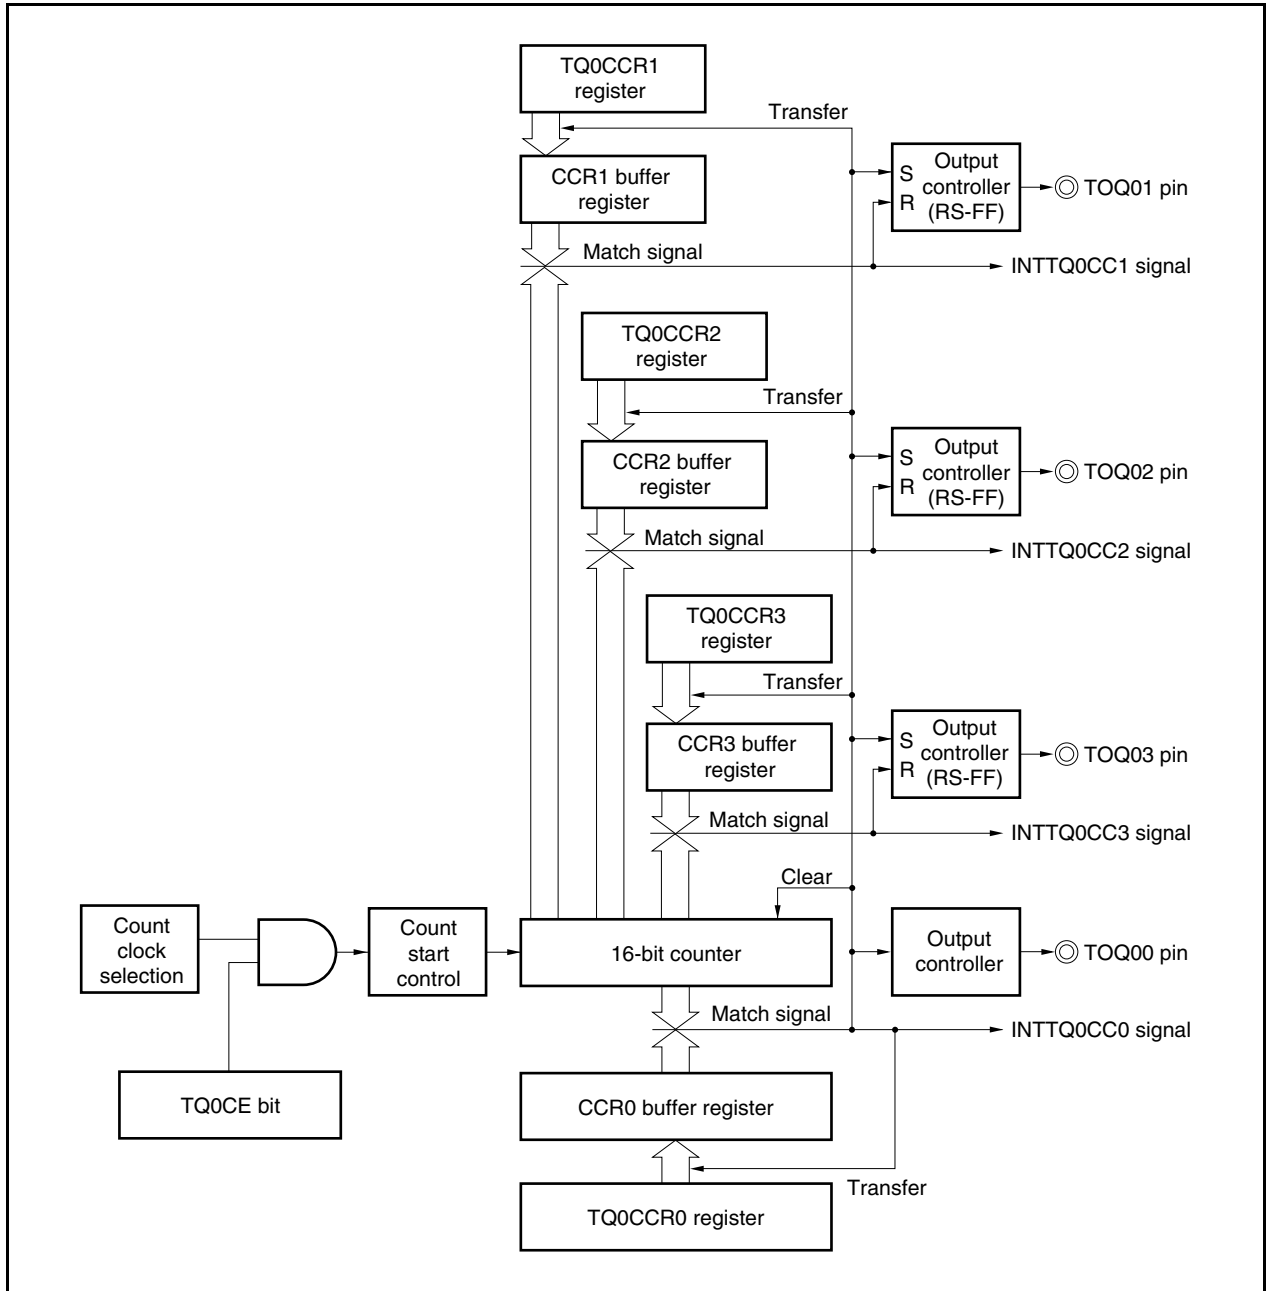 TQ0CCR1
register
Transfer
CCR1 buffer
register
S
R
Output
controller
(RS-FF)
TOQ01 pin
Match signal
INTTQ0CC1 signal
TQ0CCR2
register
Transfer
CCR2 buffer
register
S
R
Output
controller
(RS-FF)
TOQ02 pin
Match signal
INTTQ0CC2 signal
TQ0CCR3
register
Transfer
CCR3 buffer
register
S
R
Output
controller
(RS-FF)
TOQ03 pin
Match signal
INTTQ0CC3 signal
Clear
Count
clock
selection
Count
start
control
16-bit counter
Output
controller
TOQ00 pin
Match signal
INTTQ0CC0 signal
TQ0CE bit
CCR0 buffer register
Transfer
TQ0CCR0 register